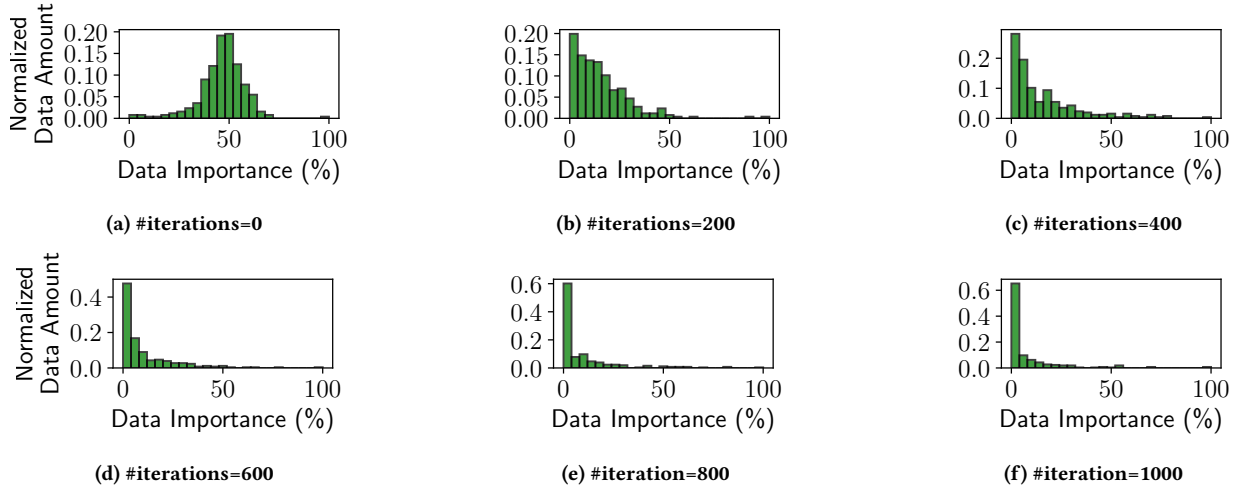 Normalized
Data Amount
0.20
0.15
0.10
0.05
0.00
0
50
100
Data Importance (%)
(a) #iterations=0
0.20
0.15
0.10
0.05
0.00
0
50
100
Data Importance (%)
(b) #iterations=200
0.2
0.1
0.0
0
50
100
Data Importance (%)
(c) #iterations=400
Normalized
Data Amount
0.4
0.2
0.0
0
50
100
Data Importance (%)
(d) #iterations=600
0.6
0.4
0.2
0.0
0
50
100
Data Importance (%)
(e) #iteration=800
0.6
0.4
0.2
0.0
0
50
100
Data Importance (%)
(f) #iteration=1000